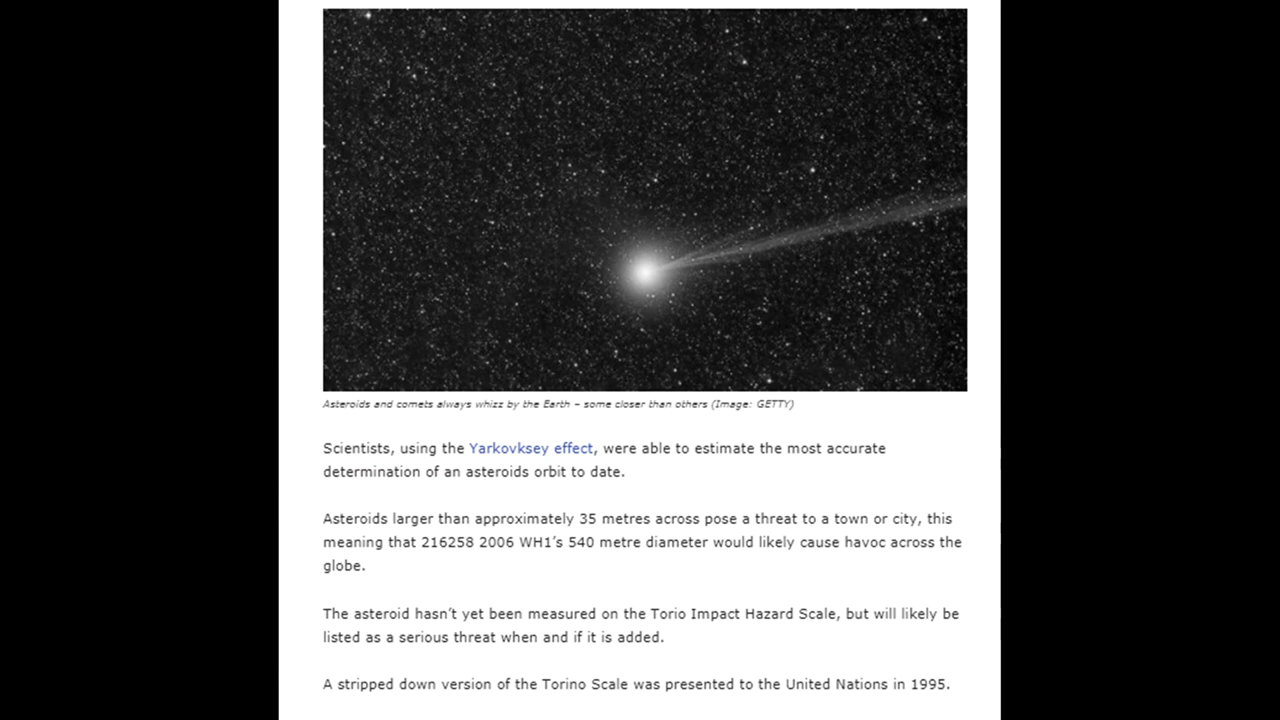 Asteroids and comets always whizz by the Earth – some closer than others (Image: GETTY)
Scientists, using the Yarkovksey effect, were able to estimate the most accurate
determination of an asteroids orbit to date.
Asteroids larger than approximately 35 metres across pose a threat to a town or city, this
meaning that 216258 2006 WH1’s 540 metre diameter would likely cause havoc across the
globe.
The asteroid hasn’t yet been measured on the Torio Impact Hazard Scale, but will likely be
listed as a serious threat when and if it is added.
A stripped down version of the Torino Scale was presented to the United Nations in 1995.